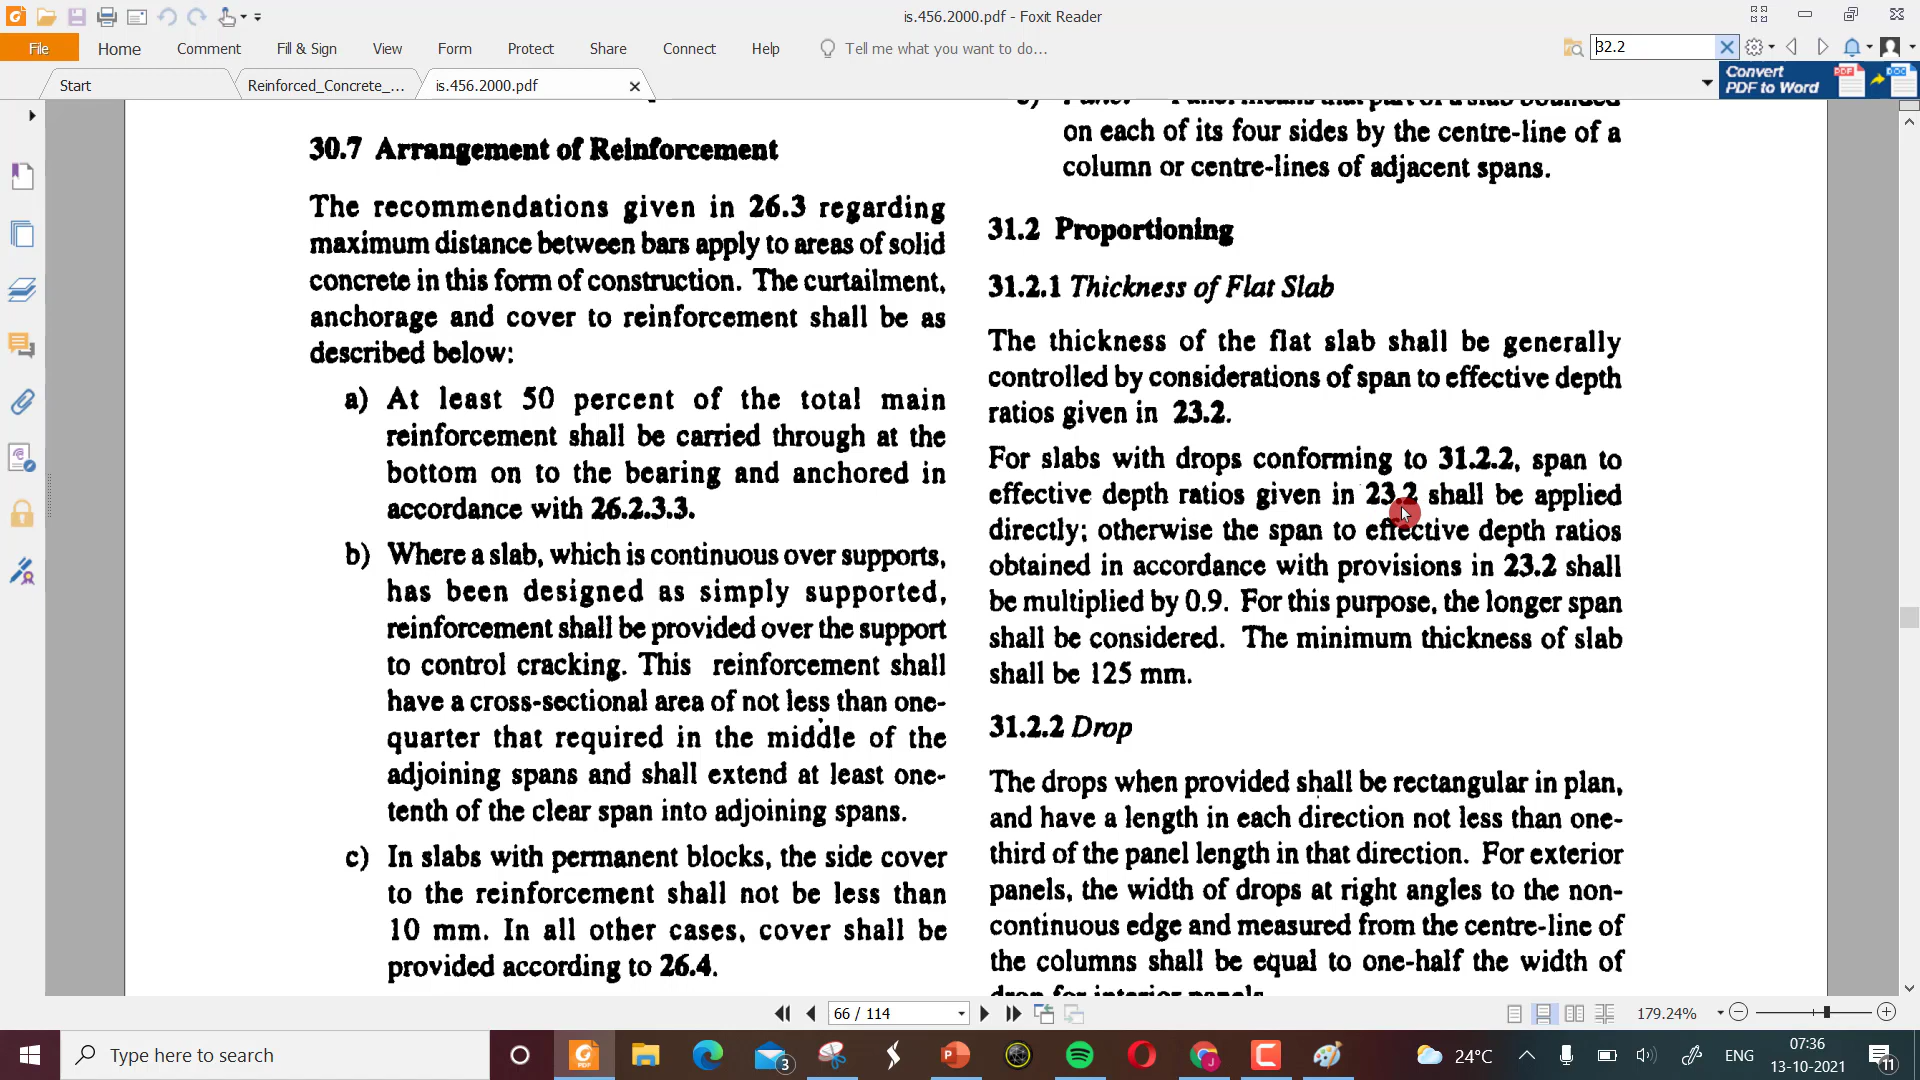 is.456.2000.pdf - Foxit Reader
File Home Comment Fill & Sign View Form Protect Share Connect Help Tell me what you want to do... 32.2
Start Reinforced_Concrete_... is.456.2000.pdf
Convert
PDF to Word
30.7 Arrangement of Reinforcement
The recommendations given in 26.3 regarding
maximum distance between bars apply to areas of solid
concrete in this form of construction. The curtailment,
anchorage and cover to reinforcement shall be as
described below:
a) At least 50 percent of the total main
reinforcement shall be carried through at the
bottom on to the bearing and anchored in
accordance with 26.2.3.3.
b) Where a slab, which is continuous over supports,
has been designed as simply supported,
reinforcement shall be provided over the support
to control cracking. This reinforcement shall
have a cross-sectional area of not less than one-
quarter that required in the middle of the
adjoining spans and shall extend at least one-
tenth of the clear span into adjoining spans.
c) In slabs with permanent blocks, the side cover
to the reinforcement shall not be less than
10 mm. In all other cases, cover shall be
provided according to 26.4.
Panel — Panel means that part of a slab bounded
on each of its four sides by the centre-line of a
column or centre-lines of adjacent spans.
31.2 Proportioning
31.2.1 Thickness of Flat Slab
The thickness of the flat slab shall be generally
controlled by considerations of span to effective depth
ratios given in 23.2.
For slabs with drops conforming to 31.2.2, span to
effective depth ratios given in 23.2 shall be applied
directly; otherwise the span to effective depth ratios
obtained in accordance with provisions in 23.2 shall
be multiplied by 0.9. For this purpose, the longer span
shall be considered. The minimum thickness of slab
shall be 125 mm.
31.2.2 Drop
The drops when provided shall be rectangular in plan,
and have a length in each direction not less than one-
third of the panel length in that direction. For exterior
panels, the width of drops at right angles to the non-
continuous edge and measured from the centre-line of
the columns shall be equal to one-half the width of
drop for interior panels.
66 / 114
179.24%
Type here to search
3
24°C
ENG
07:36
13-10-2021
11